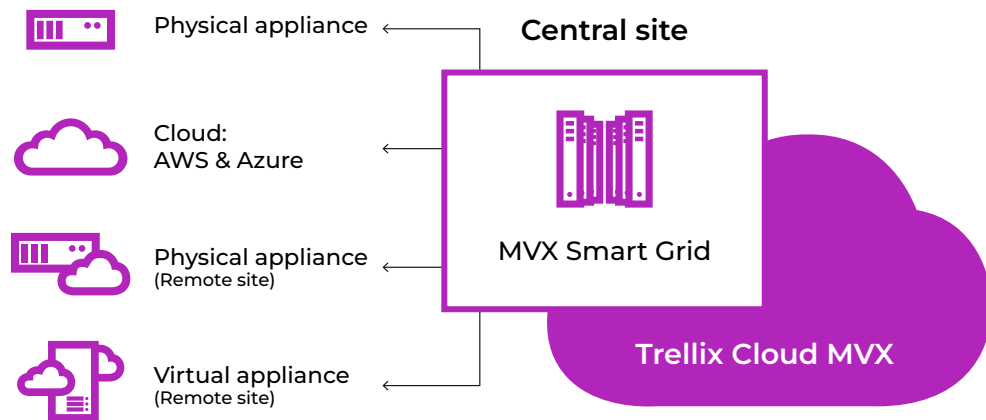 Physical appliance
Cloud:
AWS & Azure
Physical appliance
(Remote site)
Virtual appliance
(Remote site)
Central site
MVX Smart Grid
Trellix Cloud MVX